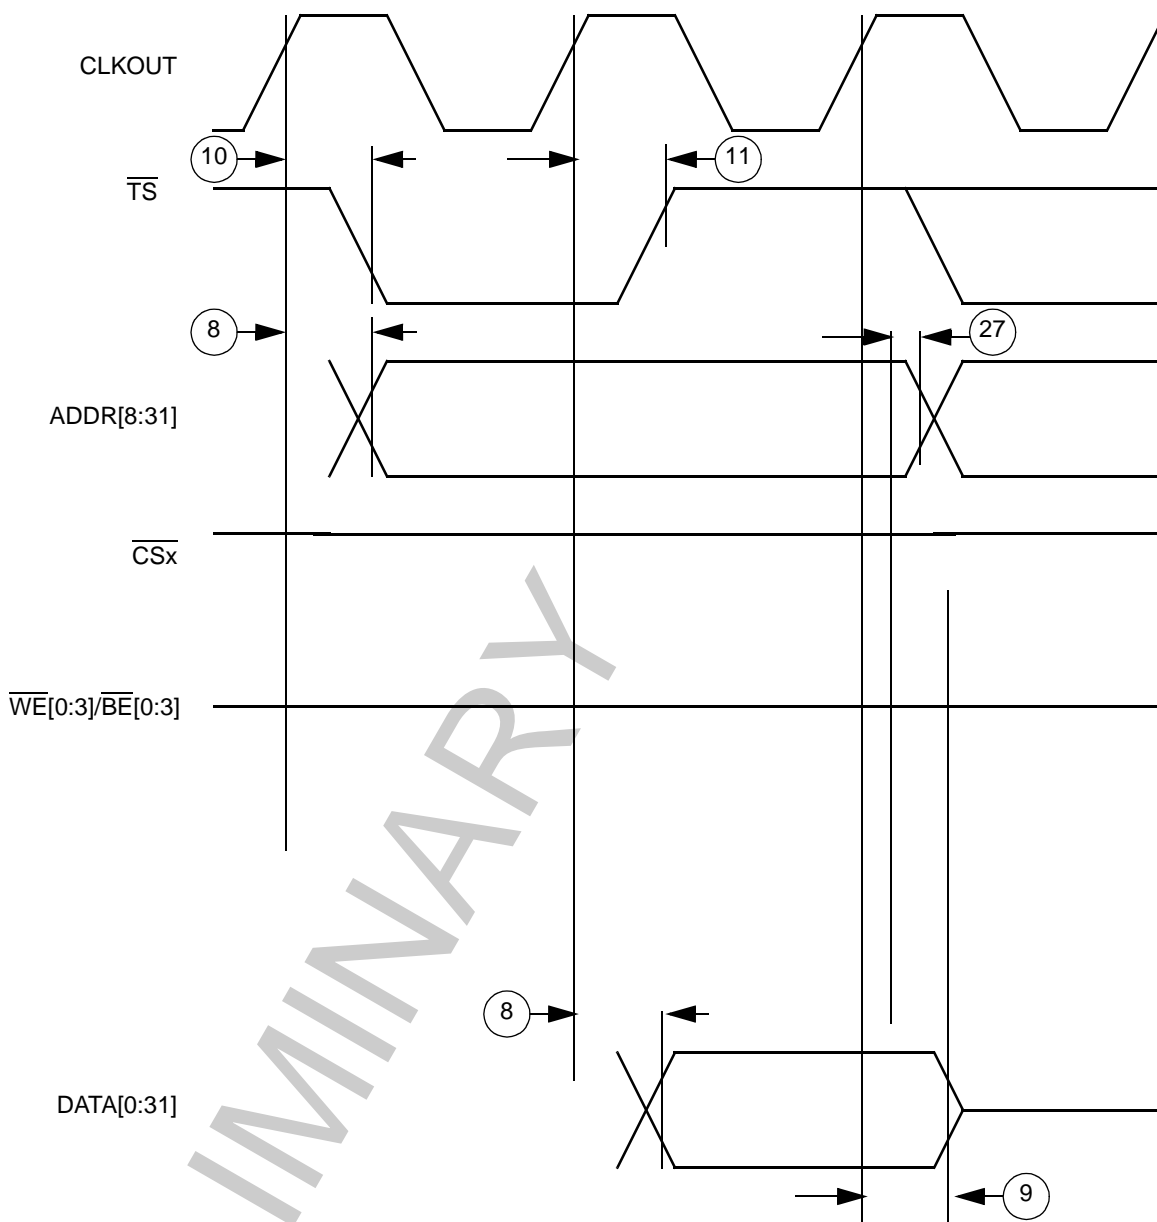 CLKOUT
10
11
TS
8
27
ADDR[8:31]
CSx
WE[0:3]/BE[0:3]
8
DATA[0:31]
9
IMINARY